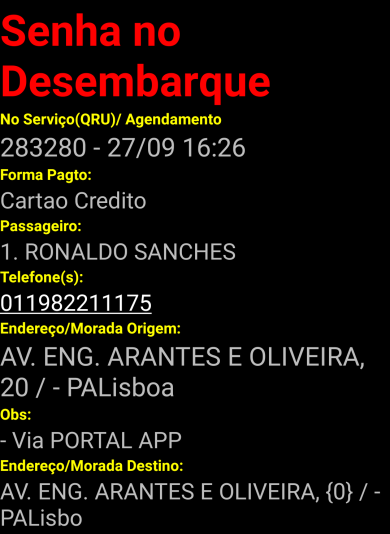 Senha no
Desembarque
No Serviço(QRU)/ Agendamento
283280 - 27/09 16:26
Forma Pagto:
Cartao Credito
Passageiro:
1. RONALDO SANCHES
Telefone(s):
011982211175
Endereço/Morada Origem:
AV. ENG. ARANTES E OLIVEIRA,
20 / - PALisboa
Obs:
- Via PORTAL APP
Endereço/Morada Destino:
AV. ENG. ARANTES E OLIVEIRA, {0} / -
PALisbo